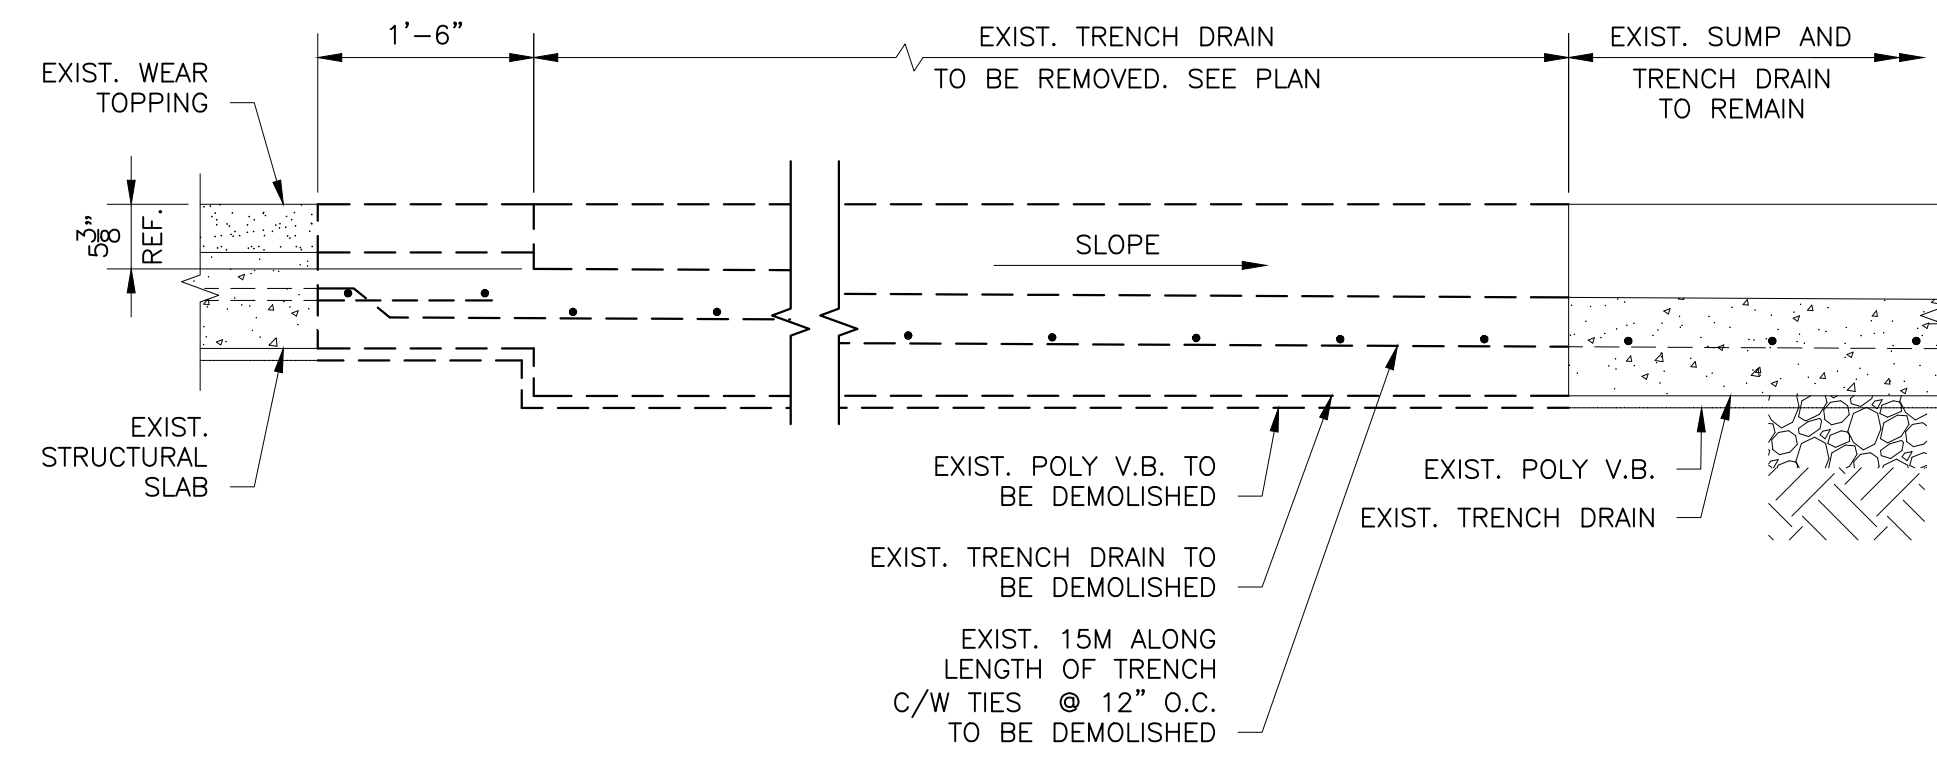 1'-6"
EXIST. TRENCH DRAIN
TO BE REMOVED. SEE PLAN
EXIST. SUMP AND
TRENCH DRAIN
TO REMAIN
EXIST. WEAR
TOPPING
5 3/8"
REF.
SLOPE
EXIST.
STRUCTURAL
SLAB
EXIST. POLY V.B. TO
BE DEMOLISHED
EXIST. POLY V.B.
EXIST. TRENCH DRAIN
EXIST. TRENCH DRAIN TO
BE DEMOLISHED
EXIST. 15M ALONG
LENGTH OF TRENCH
C/W TIES @ 12" O.C.
TO BE DEMOLISHED